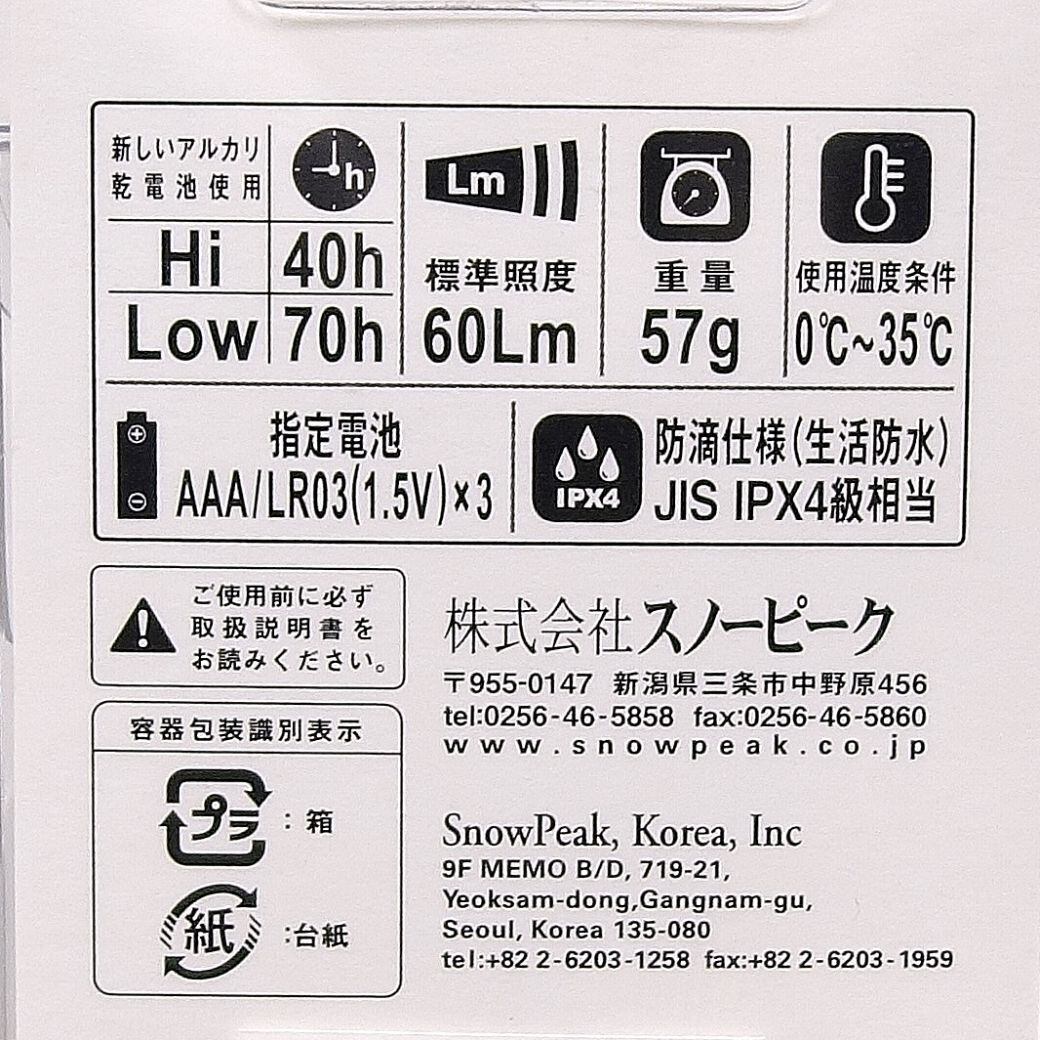 新しいアルカリ
乾電池使用
h
Hi 40h
Low 70h
Lm
標準照度
60Lm
重量
57g
使用温度条件
0℃~35℃
指定電池
AAA/LR03(1.5V)×3
IPX4
防滴仕様(生活防水)
JIS IPX4級相当
ご使用前に必ず
取扱説明書を
お読みください。
容器包装識別表示
プラ :箱
紙 :台紙
株式会社スノーピーク
〒955-0147 新潟県三条市中野原456
tel:0256-46-5858 fax:0256-46-5860
www.snowpeak.co.jp
SnowPeak, Korea, Inc
9F MEMO B/D, 719-21,
Yeoksam-dong,Gangnam-gu,
Seoul, Korea 135-080
tel:+82 2-6203-1258 fax:+82 2-6203-1959